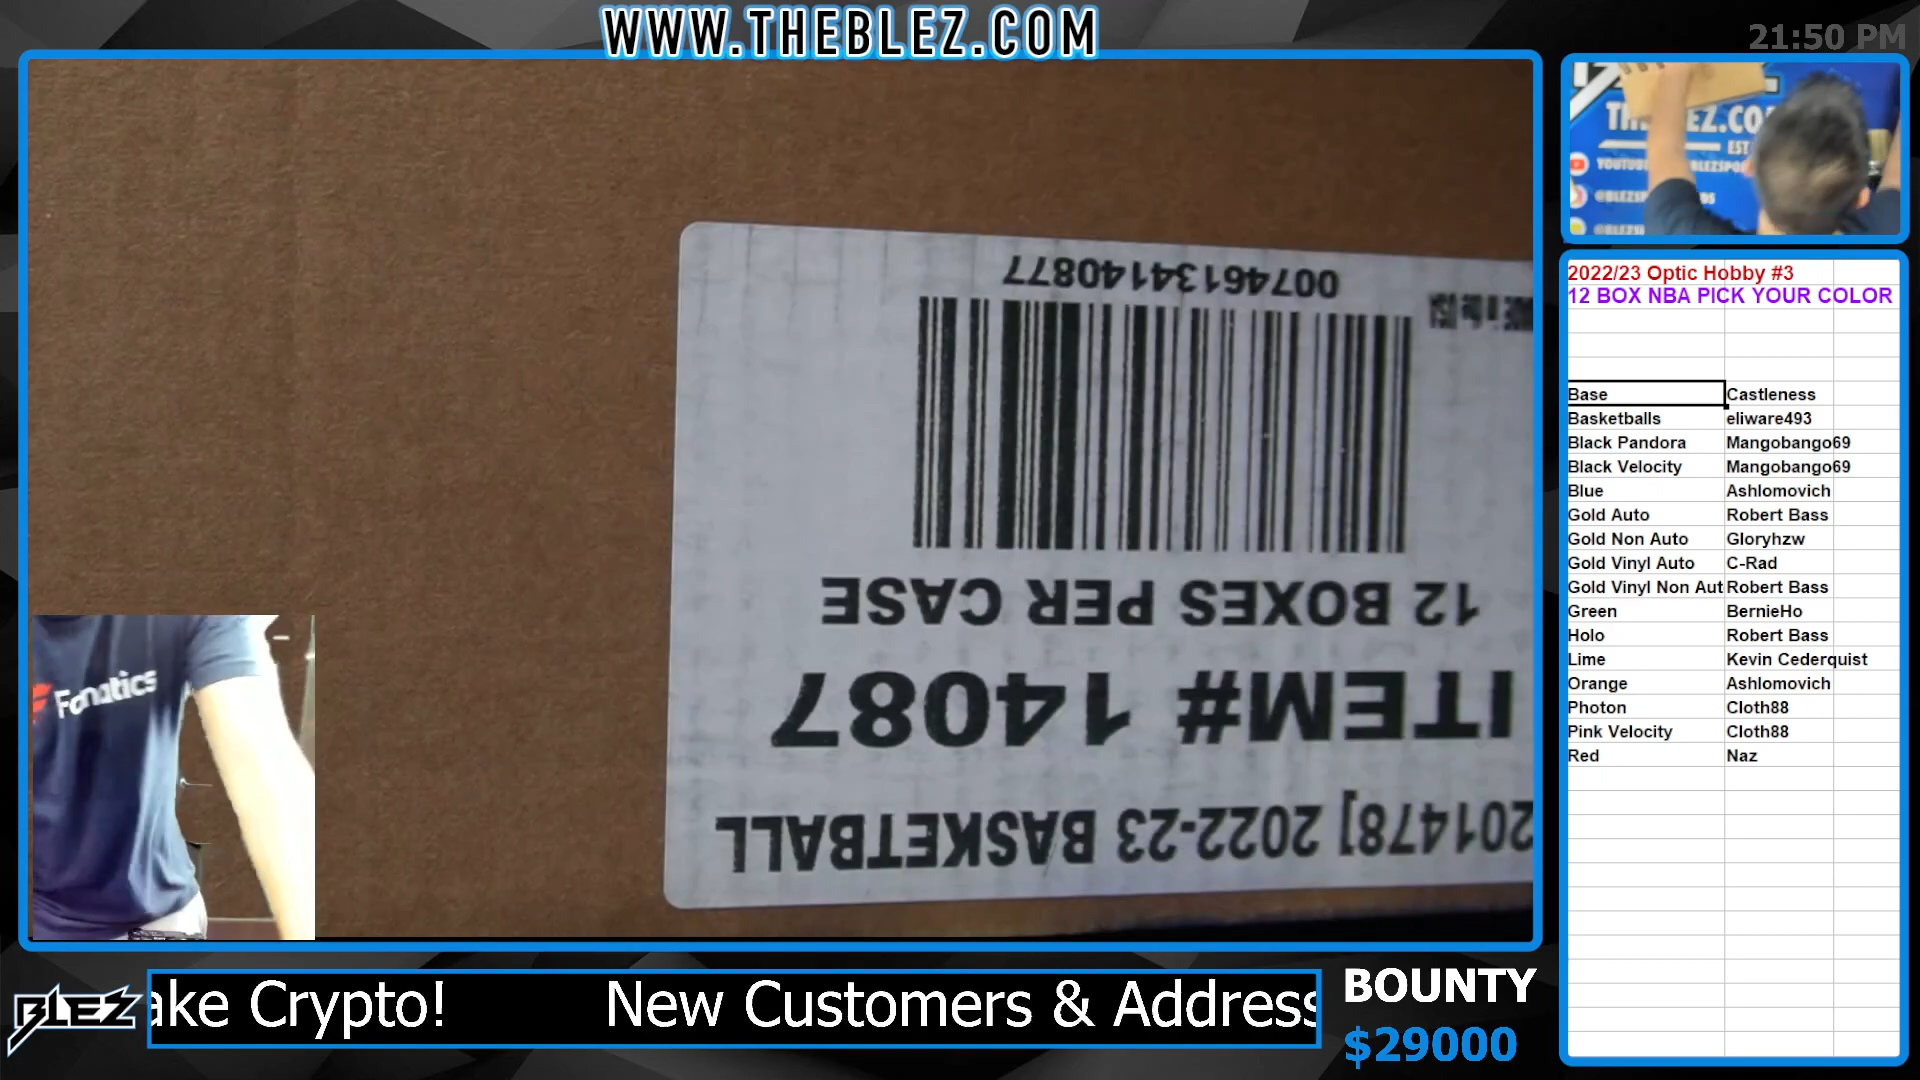 WWW.THEBLEZ.COM
21:50 PM
00746134140877
12 BOXES PER CASE
ITEM# 14087
201478] 2022-23 BASKETBALL
Fanatics
EST
YOUTUBE
2022/23 Optic Hobby #3
12 BOX NBA PICK YOUR COLOR
Base Castleness
Basketballs eliware493
Black Pandora Mangobango69
Black Velocity Mangobango69
Blue Ashlomovich
Gold Auto Robert Bass
Gold Non Auto Gloryhzw
Gold Vinyl Auto C-Rad
Gold Vinyl Non Aut Robert Bass
Green BernieHo
Holo Robert Bass
Lime Kevin Cederquist
Orange Ashlomovich
Photon Cloth88
Pink Velocity Cloth88
Red Naz
BLEZ
ake Crypto! New Customers & Address
BOUNTY
$29000